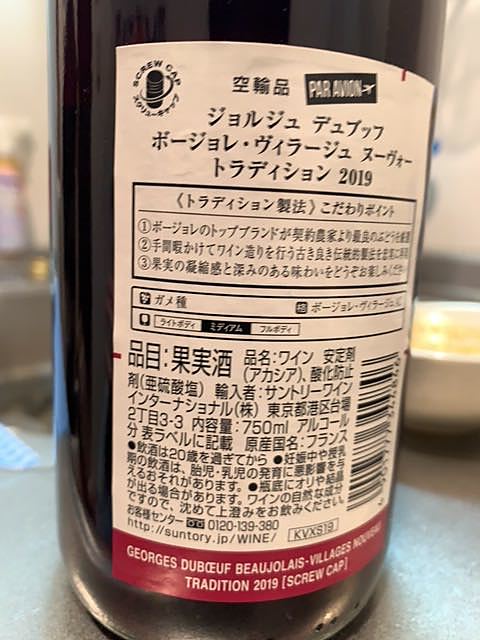 SCREW CAP
スクリューキャップ
空輸品 PAR AVION
ジョルジュ デュブッフ
ボージョレ・ヴィラージュ ヌーヴォー
トラディション 2019
《トラディション製法》こだわりポイント
①ボージョレのトップブランドが契約農家より最良のぶどうを厳選
②手間暇かけてワイン造りを行う古き良き伝統的製法を忠実に
③果実の凝縮感と深みのある味わいをどうぞお楽しみください
ガメ種 ボージョレ・ヴィラージュ
ライトボディ ミディアム フルボディ
品目:果実酒 品名:ワイン 安定剤
(アカシア)、酸化防止
剤(亜硫酸塩) 輸入者:サントリーワイン
インターナショナル(株) 東京都港区台場
2丁目3-3 内容量:750ml アルコール
分 表ラベルに記載 原産国名:フランス
●飲酒は20歳を過ぎてから ●妊娠中や授乳
期の飲酒は、胎児・乳児の発育に悪影響を与
えるおそれがあります。●瓶底にオリや結晶
が出る場合があります。ワインの自然な成分
ですので、沈めて上澄みをお飲みください。
お客様センター 0120-139-380
http://suntory.jp/WINE/ KVXS19
GEORGES DUBŒUF BEAUJOLAIS-VILLAGES NOUVEAU
TRADITION 2019 [SCREW CAP]